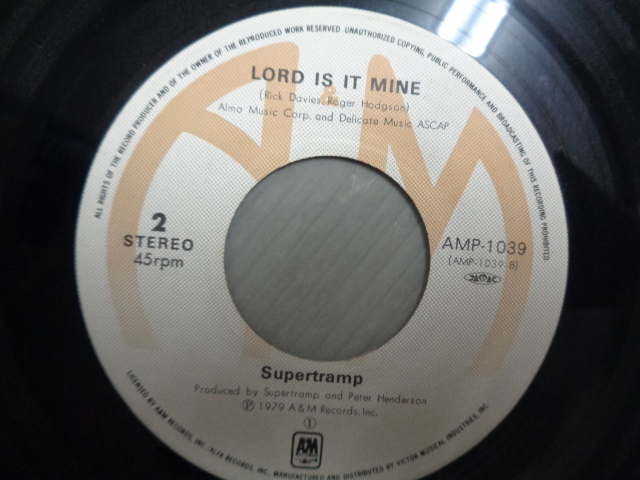 ALL RIGHTS OF THE RECORD PRODUCER AND OF THE OWNER OF THE REPRODUCED WORK RESERVED. UNAUTHORIZED COPYING, PUBLIC PERFORMANCE AND BROADCASTING OF THIS RECORD PROHIBITED.
LORD IS IT MINE
(Rick Davies, Roger Hodgson)
Almo Music Corp. and Delicate Music ASCAP
A&M
2
STEREO
45rpm
AMP-1039
(AMP-1039 B)
Supertramp
Produced by Supertramp and Peter Henderson
Ⓟ 1979 A & M Records, Inc.
A&M
LICENSED BY A&M RECORDS, INC., ALFA RECORDS, INC. MANUFACTURED AND DISTRIBUTED BY VICTOR MUSICAL INDUSTRIES, INC.